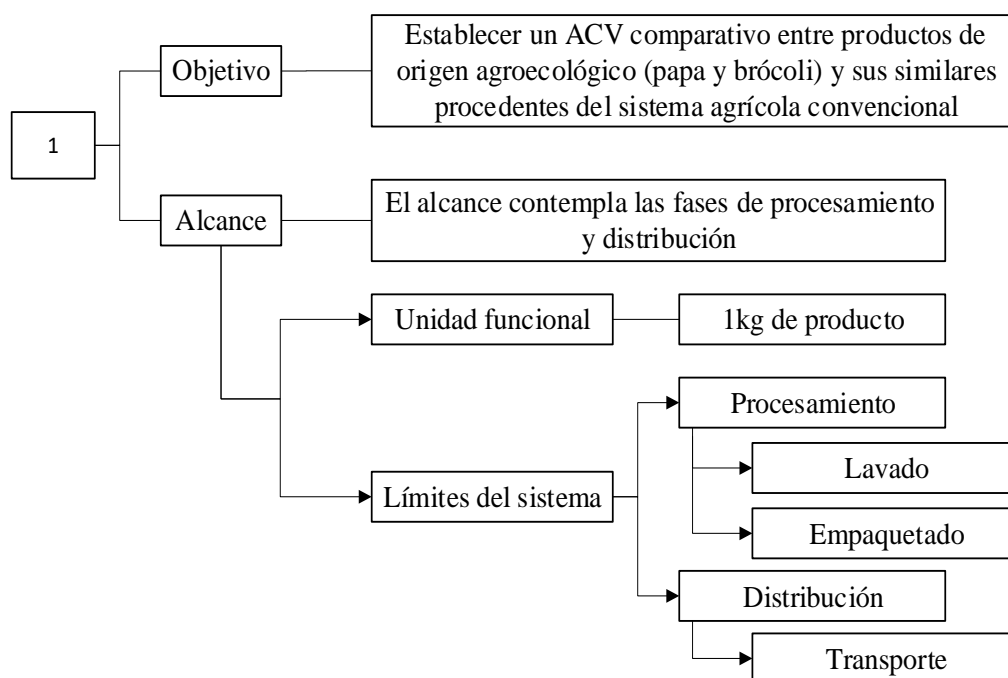 1
Objetivo
Establecer un ACV comparativo entre productos de
origen agroecológico (papa y brócoli) y sus similares
procedentes del sistema agrícola convencional
Alcance
El alcance contempla las fases de procesamiento
y distribución
Unidad funcional
1kg de producto
Límites del sistema
Procesamiento
Lavado
Empaquetado
Distribución
Transporte